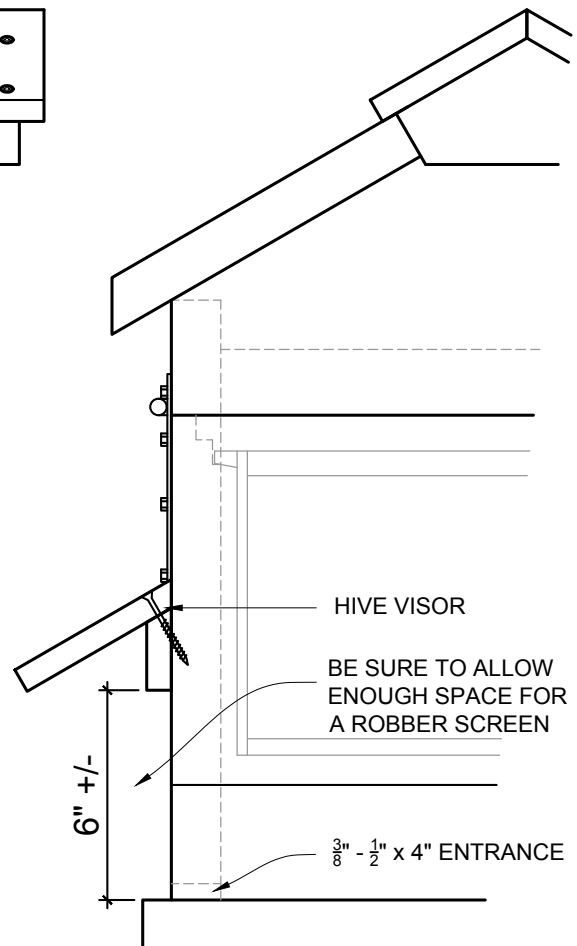 HIVE VISOR
BE SURE TO ALLOW
ENOUGH SPACE FOR
A ROBBER SCREEN
6" +/-
3/8" - 1/2" x 4" ENTRANCE